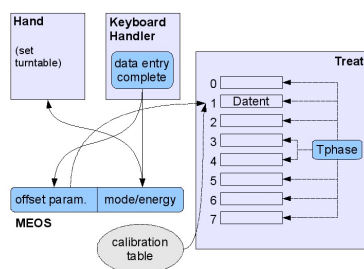 Hand
(set
turntable)
Keyboard
Handler
data entry
complete
Treat
0
1 Datent
2
3
Tphase
4
5
6
7
offset param. mode/energy
MEOS
calibration
table